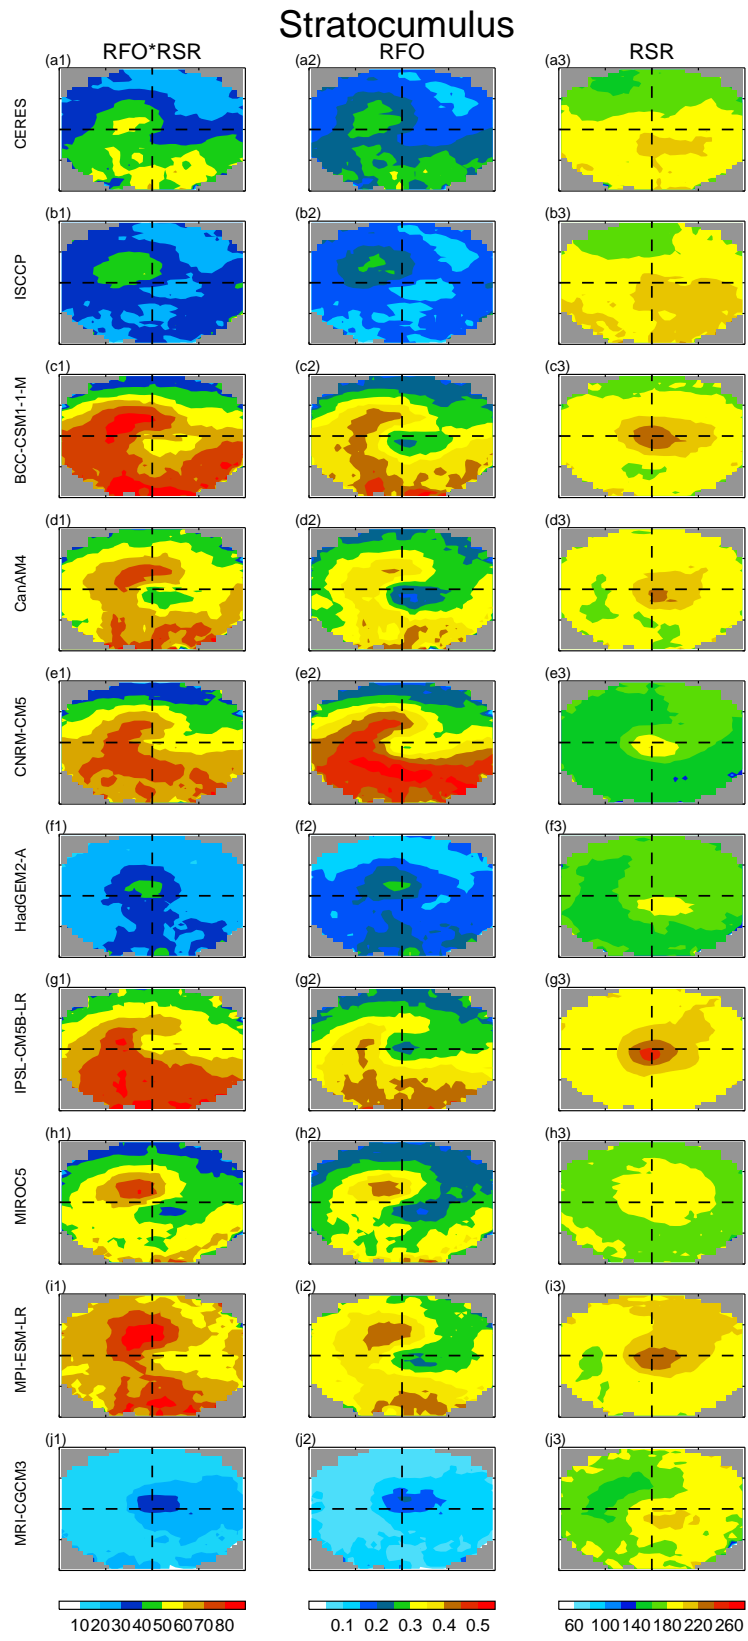 Stratocumulus
RFO*RSR RFO RSR
(a1) (a2) (a3)
CERES
(b1) (b2) (b3)
ISCCP
(c1) (c2) (c3)
BCC-CSM1-1-M
(d1) (d2) (d3)
CanAM4
(e1) (e2) (e3)
CNRM-CM5
(f1) (f2) (f3)
HadGEM2-A
(g1) (g2) (g3)
IPSL-CM5B-LR
(h1) (h2) (h3)
MIROC5
(i1) (i2) (i3)
MPI-ESM-LR
(j1) (j2) (j3)
MRI-CGCM3
10 20 30 40 50 60 70 80 0.1 0.2 0.3 0.4 0.5 60 100 140 180 220 260